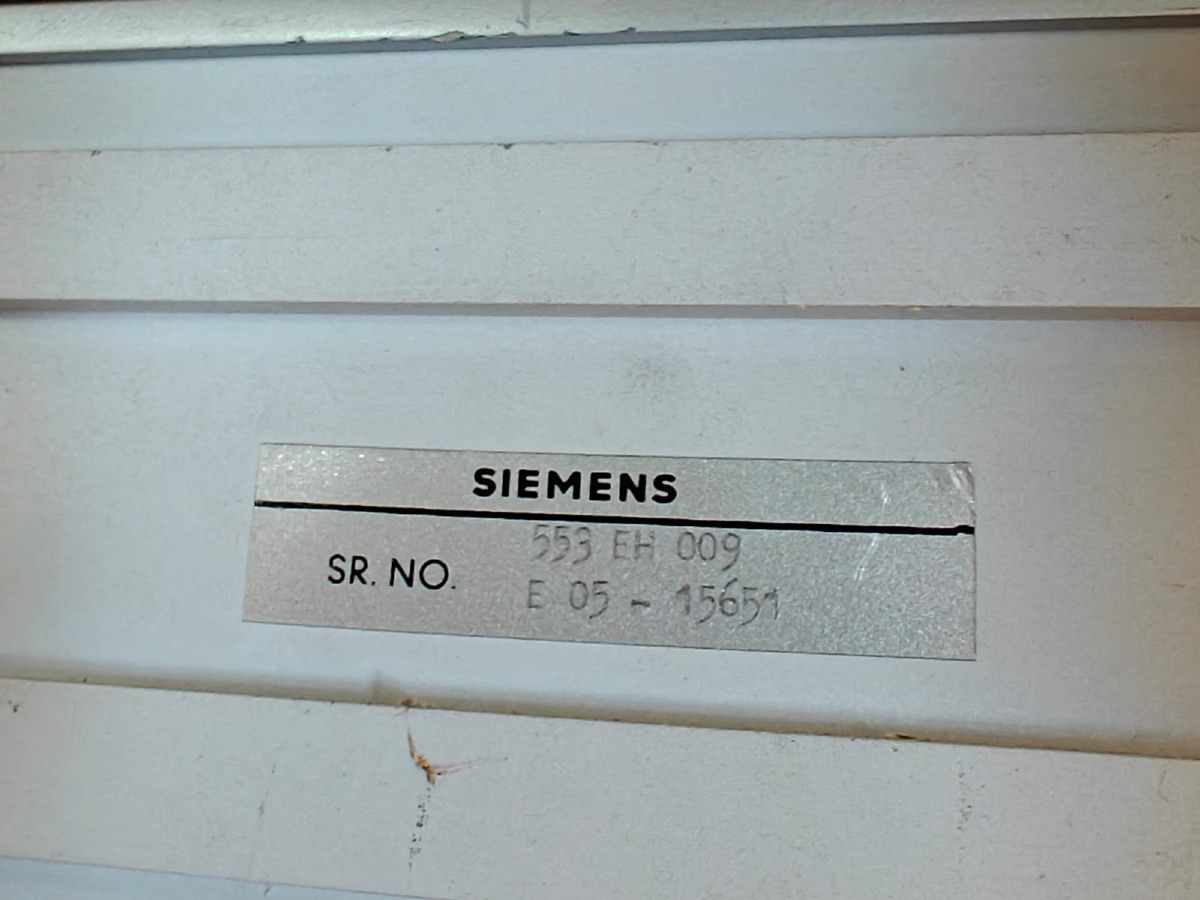 SIEMENS
SR. NO. 553 EH 009
E 05 - 15651